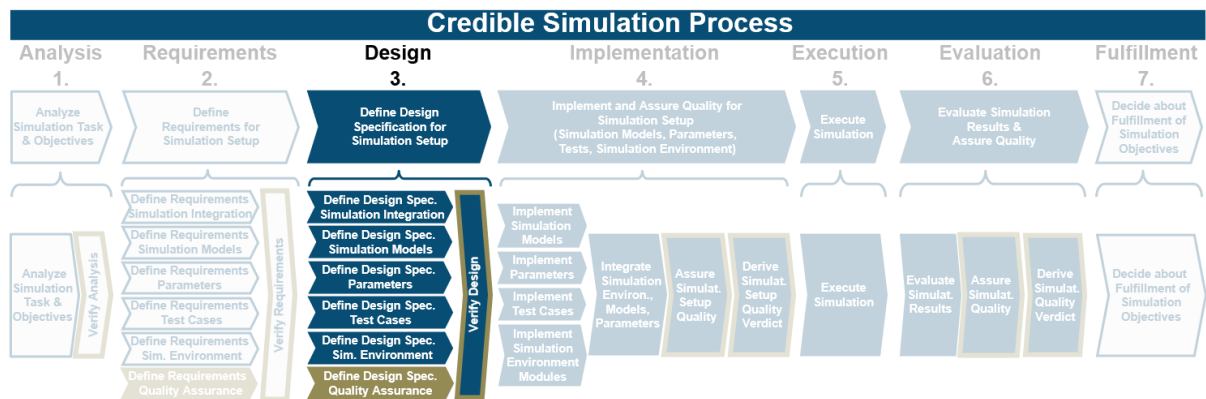 Credible Simulation Process
Analysis
1.
Requirements
2.
Design
3.
Implementation
4.
Execution
5.
Evaluation
6.
Fulfillment
7.
Analyze
Simulation Task
& Objectives
Define
Requirements for
Simulation Setup
Define Design
Specification for
Simulation Setup
Implement and Assure Quality for
Simulation Setup
(Simulation Models, Parameters,
Tests, Simulation Environment)
Execute
Simulation
Evaluate Simulation
Results &
Assure Quality
Decide about
Fulfillment of
Simulation
Objectives
Analyze
Simulation
Task &
Objectives
Verify Analysis
Define Requirements
Simulation Integration
Define Requirements
Simulation Models
Define Requirements
Parameters
Define Requirements
Test Cases
Define Requirements
Sim. Environment
Define Requirements
Quality Assurance
Verify Requirements
Define Design Spec.
Simulation Integration
Define Design Spec.
Simulation Models
Define Design Spec.
Parameters
Define Design Spec.
Test Cases
Define Design Spec.
Sim. Environment
Define Design Spec.
Quality Assurance
Verify Design
Implement
Simulation
Models
Implement
Parameters
Implement
Test Cases
Implement
Simulation
Environment
Modules
Integrate
Simulation
Environ.,
Models,
Parameters
Assure
Simulat.
Setup
Quality
Derive
Simulat.
Setup
Quality
Verdict
Execute
Simulation
Evaluate
Simulat.
Results
Assure
Simulat.
Quality
Derive
Simulat.
Quality
Verdict
Decide about
Fulfillment of
Simulation
Objectives